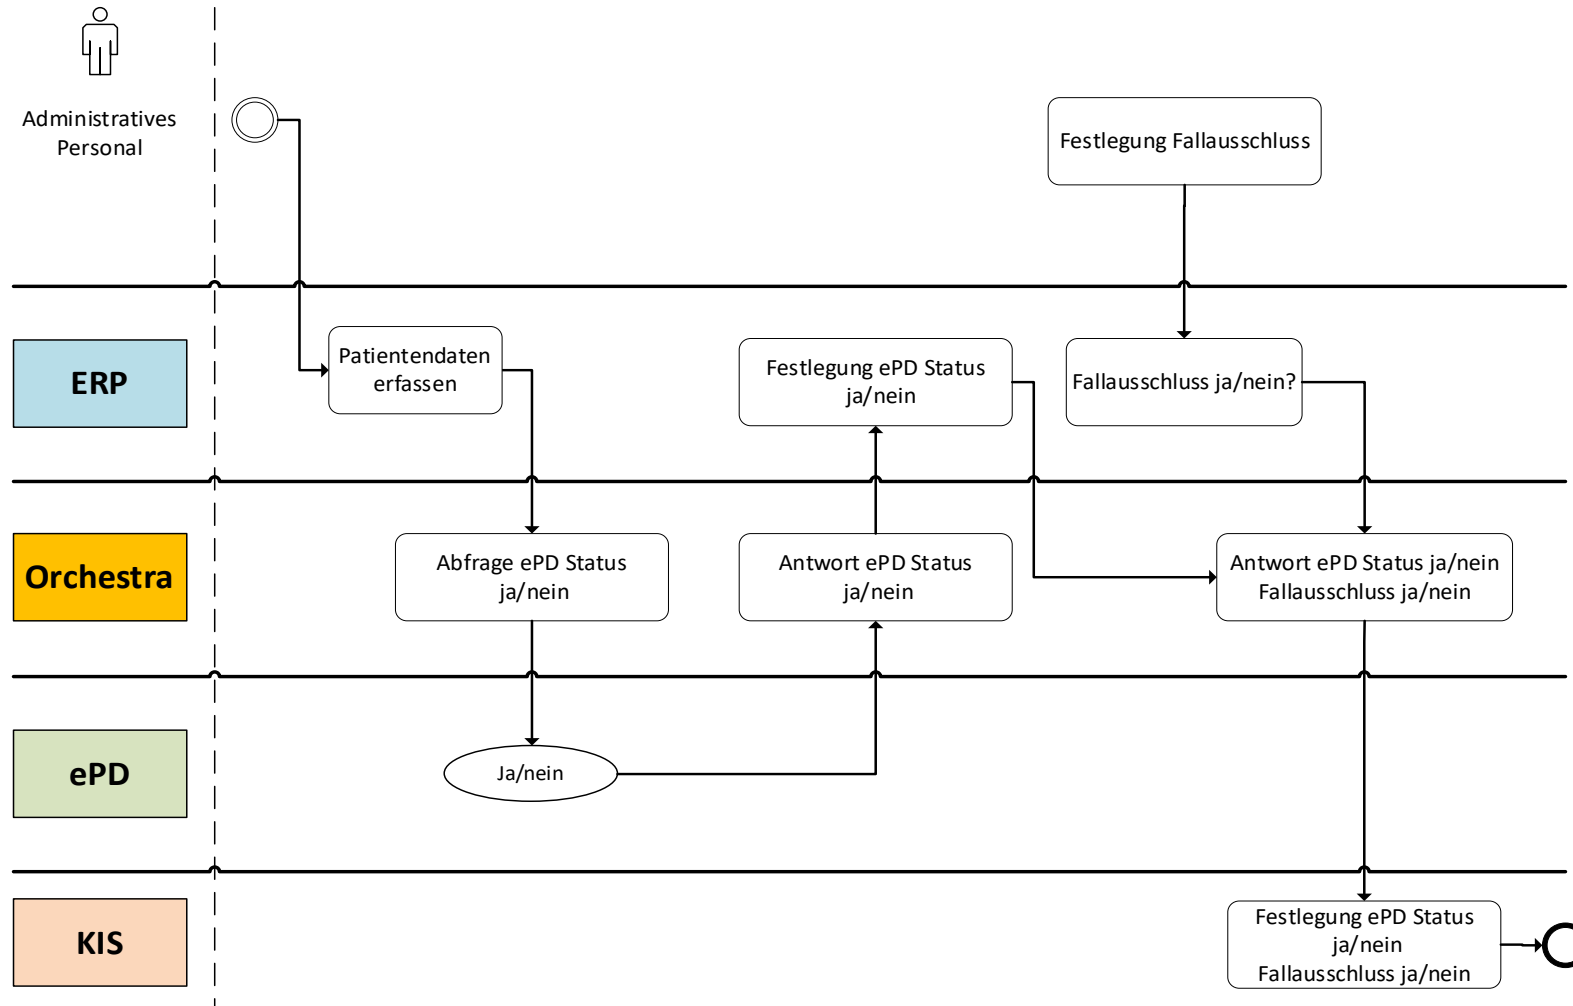 Administratives
Personal
Festlegung Fallausschluss
ERP
Patientendaten
erfassen
Festlegung ePD Status
ja/nein
Fallausschluss ja/nein?
Orchestra
Abfrage ePD Status
ja/nein
Antwort ePD Status
ja/nein
Antwort ePD Status ja/nein
Fallausschluss ja/nein
ePD
Ja/nein
KIS
Festlegung ePD Status
ja/nein
Fallausschluss ja/nein